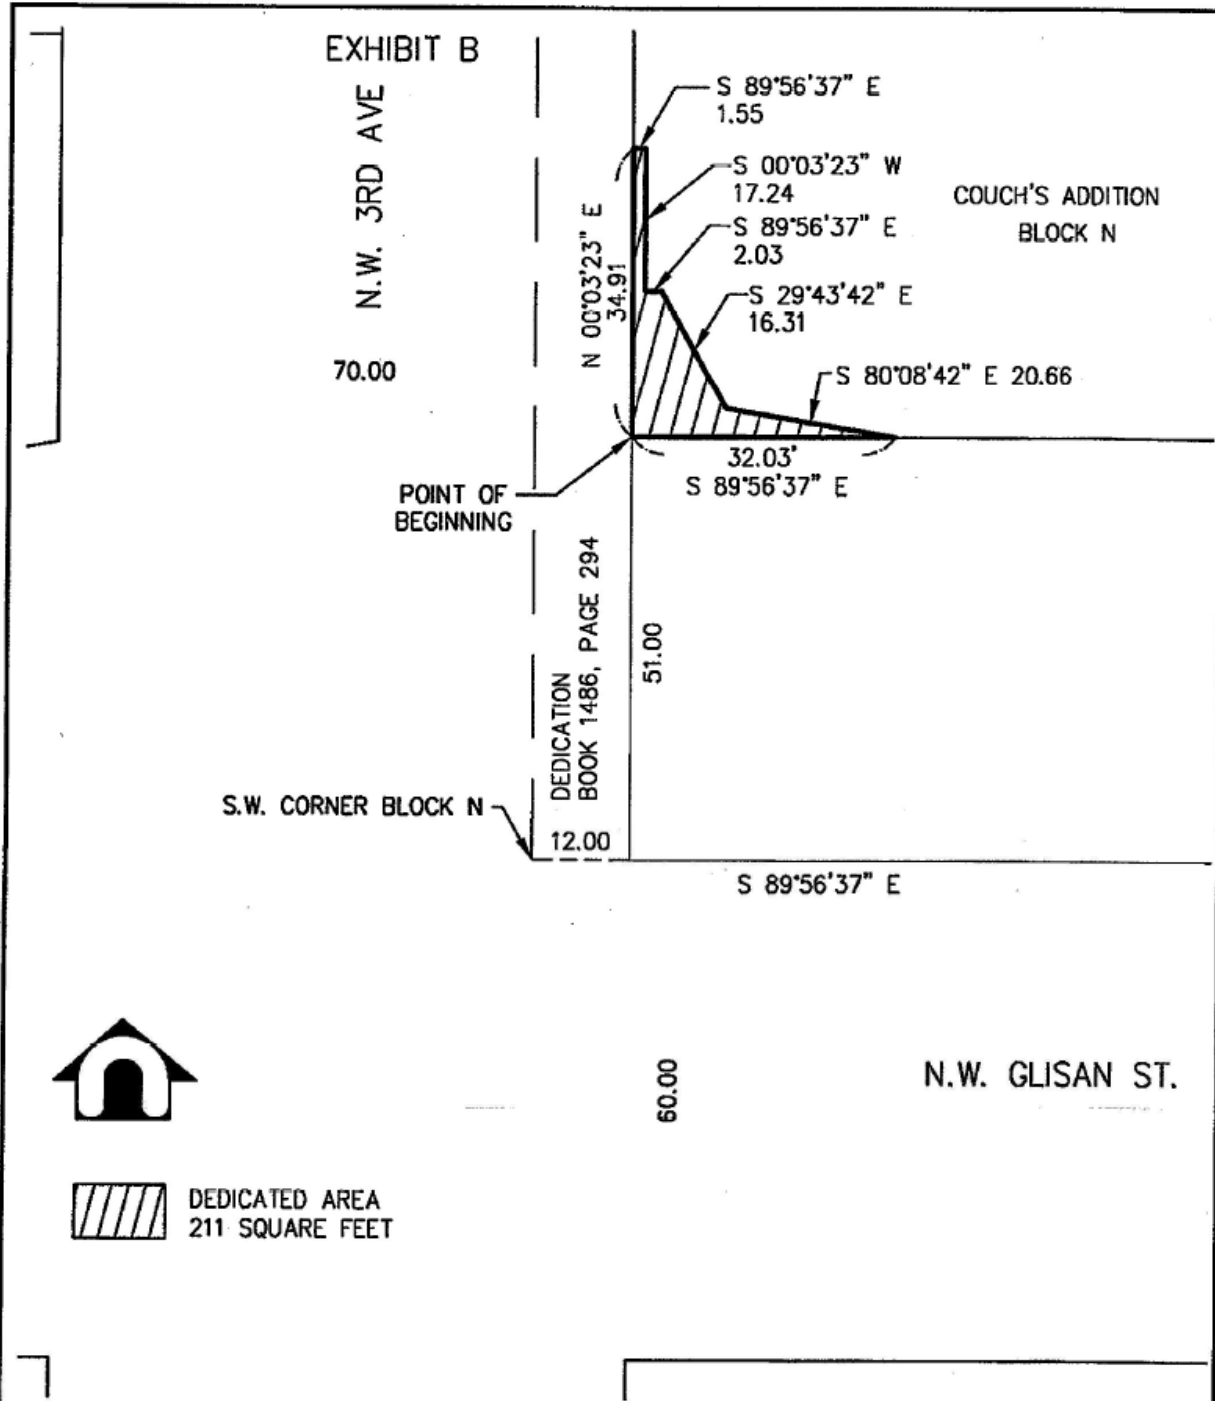 EXHIBIT B
N.W. 3RD AVE
70.00
S 89°56'37" E
1.55
S 00°03'23" W
17.24
S 89°56'37" E
2.03
S 29°43'42" E
16.31
S 80°08'42" E 20.66
COUCH'S ADDITION
BLOCK N
N 00°03'23" E
34.91
32.03'
S 89°56'37" E
POINT OF
BEGINNING
DEDICATION
BOOK 1486, PAGE 294
51.00
S.W. CORNER BLOCK N
12.00
S 89°56'37" E
60.00
N.W. GLISAN ST.
DEDICATED AREA
211 SQUARE FEET